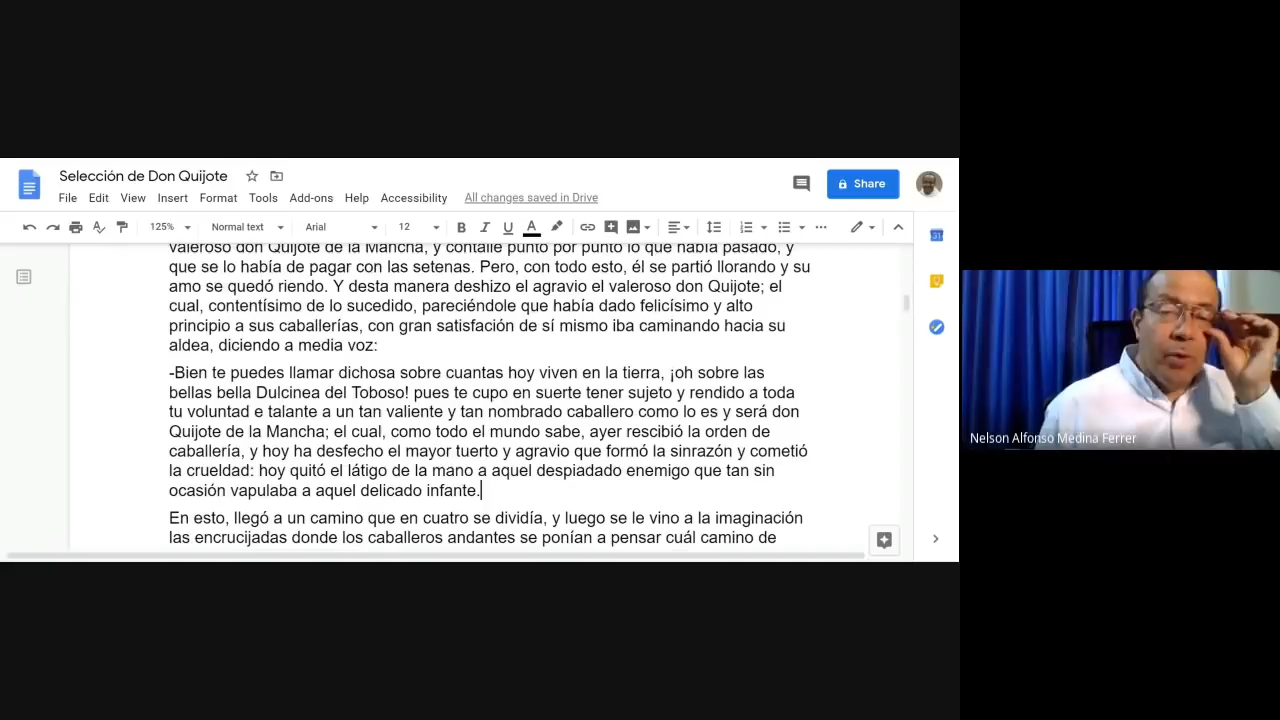 Selección de Don Quijote
File Edit View Insert Format Tools Add-ons Help Accessibility All changes saved in Drive
Share
125% Normal text Arial 12 B I U A
valeroso don Quijote de la Mancha, y contalle punto por punto lo que había pasado, y
que se lo había de pagar con las setenas. Pero, con todo esto, él se partió llorando y su
amo se quedó riendo. Y desta manera deshizo el agravio el valeroso don Quijote; el
cual, contentísimo de lo sucedido, pareciéndole que había dado felicísimo y alto
principio a sus caballerías, con gran satisfación de sí mismo iba caminando hacia su
aldea, diciendo a media voz:
-Bien te puedes llamar dichosa sobre cuantas hoy viven en la tierra, ¡oh sobre las
bellas bella Dulcinea del Toboso! pues te cupo en suerte tener sujeto y rendido a toda
tu voluntad e talante a un tan valiente y tan nombrado caballero como lo es y será don
Quijote de la Mancha; el cual, como todo el mundo sabe, ayer rescibió la orden de
caballería, y hoy ha desfecho el mayor tuerto y agravio que formó la sinrazón y cometió
la crueldad: hoy quitó el látigo de la mano a aquel despiadado enemigo que tan sin
ocasión vapulaba a aquel delicado infante.
En esto, llegó a un camino que en cuatro se dividía, y luego se le vino a la imaginación
las encrucijadas donde los caballeros andantes se ponían a pensar cuál camino de
Nelson Alfonso Medina Ferrer